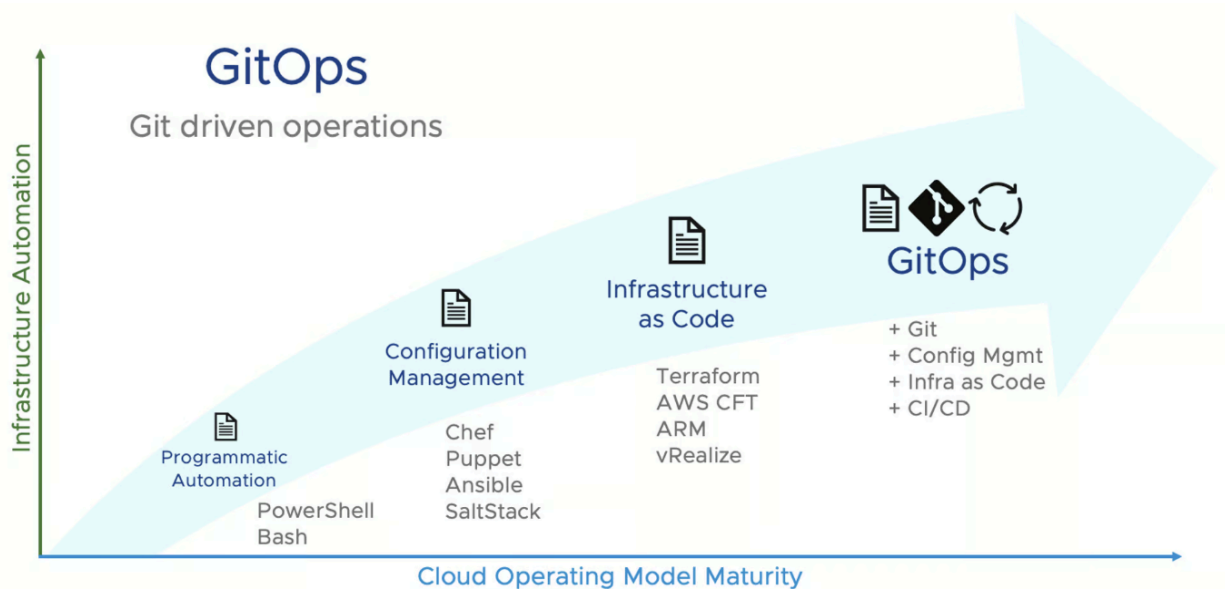 GitOps
Git driven operations
Infrastructure Automation
Programmatic
Automation
PowerShell
Bash
Configuration
Management
Chef
Puppet
Ansible
SaltStack
Infrastructure
as Code
Terraform
AWS CFT
ARM
vRealize
GitOps
+ Git
+ Config Mgmt
+ Infra as Code
+ CI/CD
Cloud Operating Model Maturity